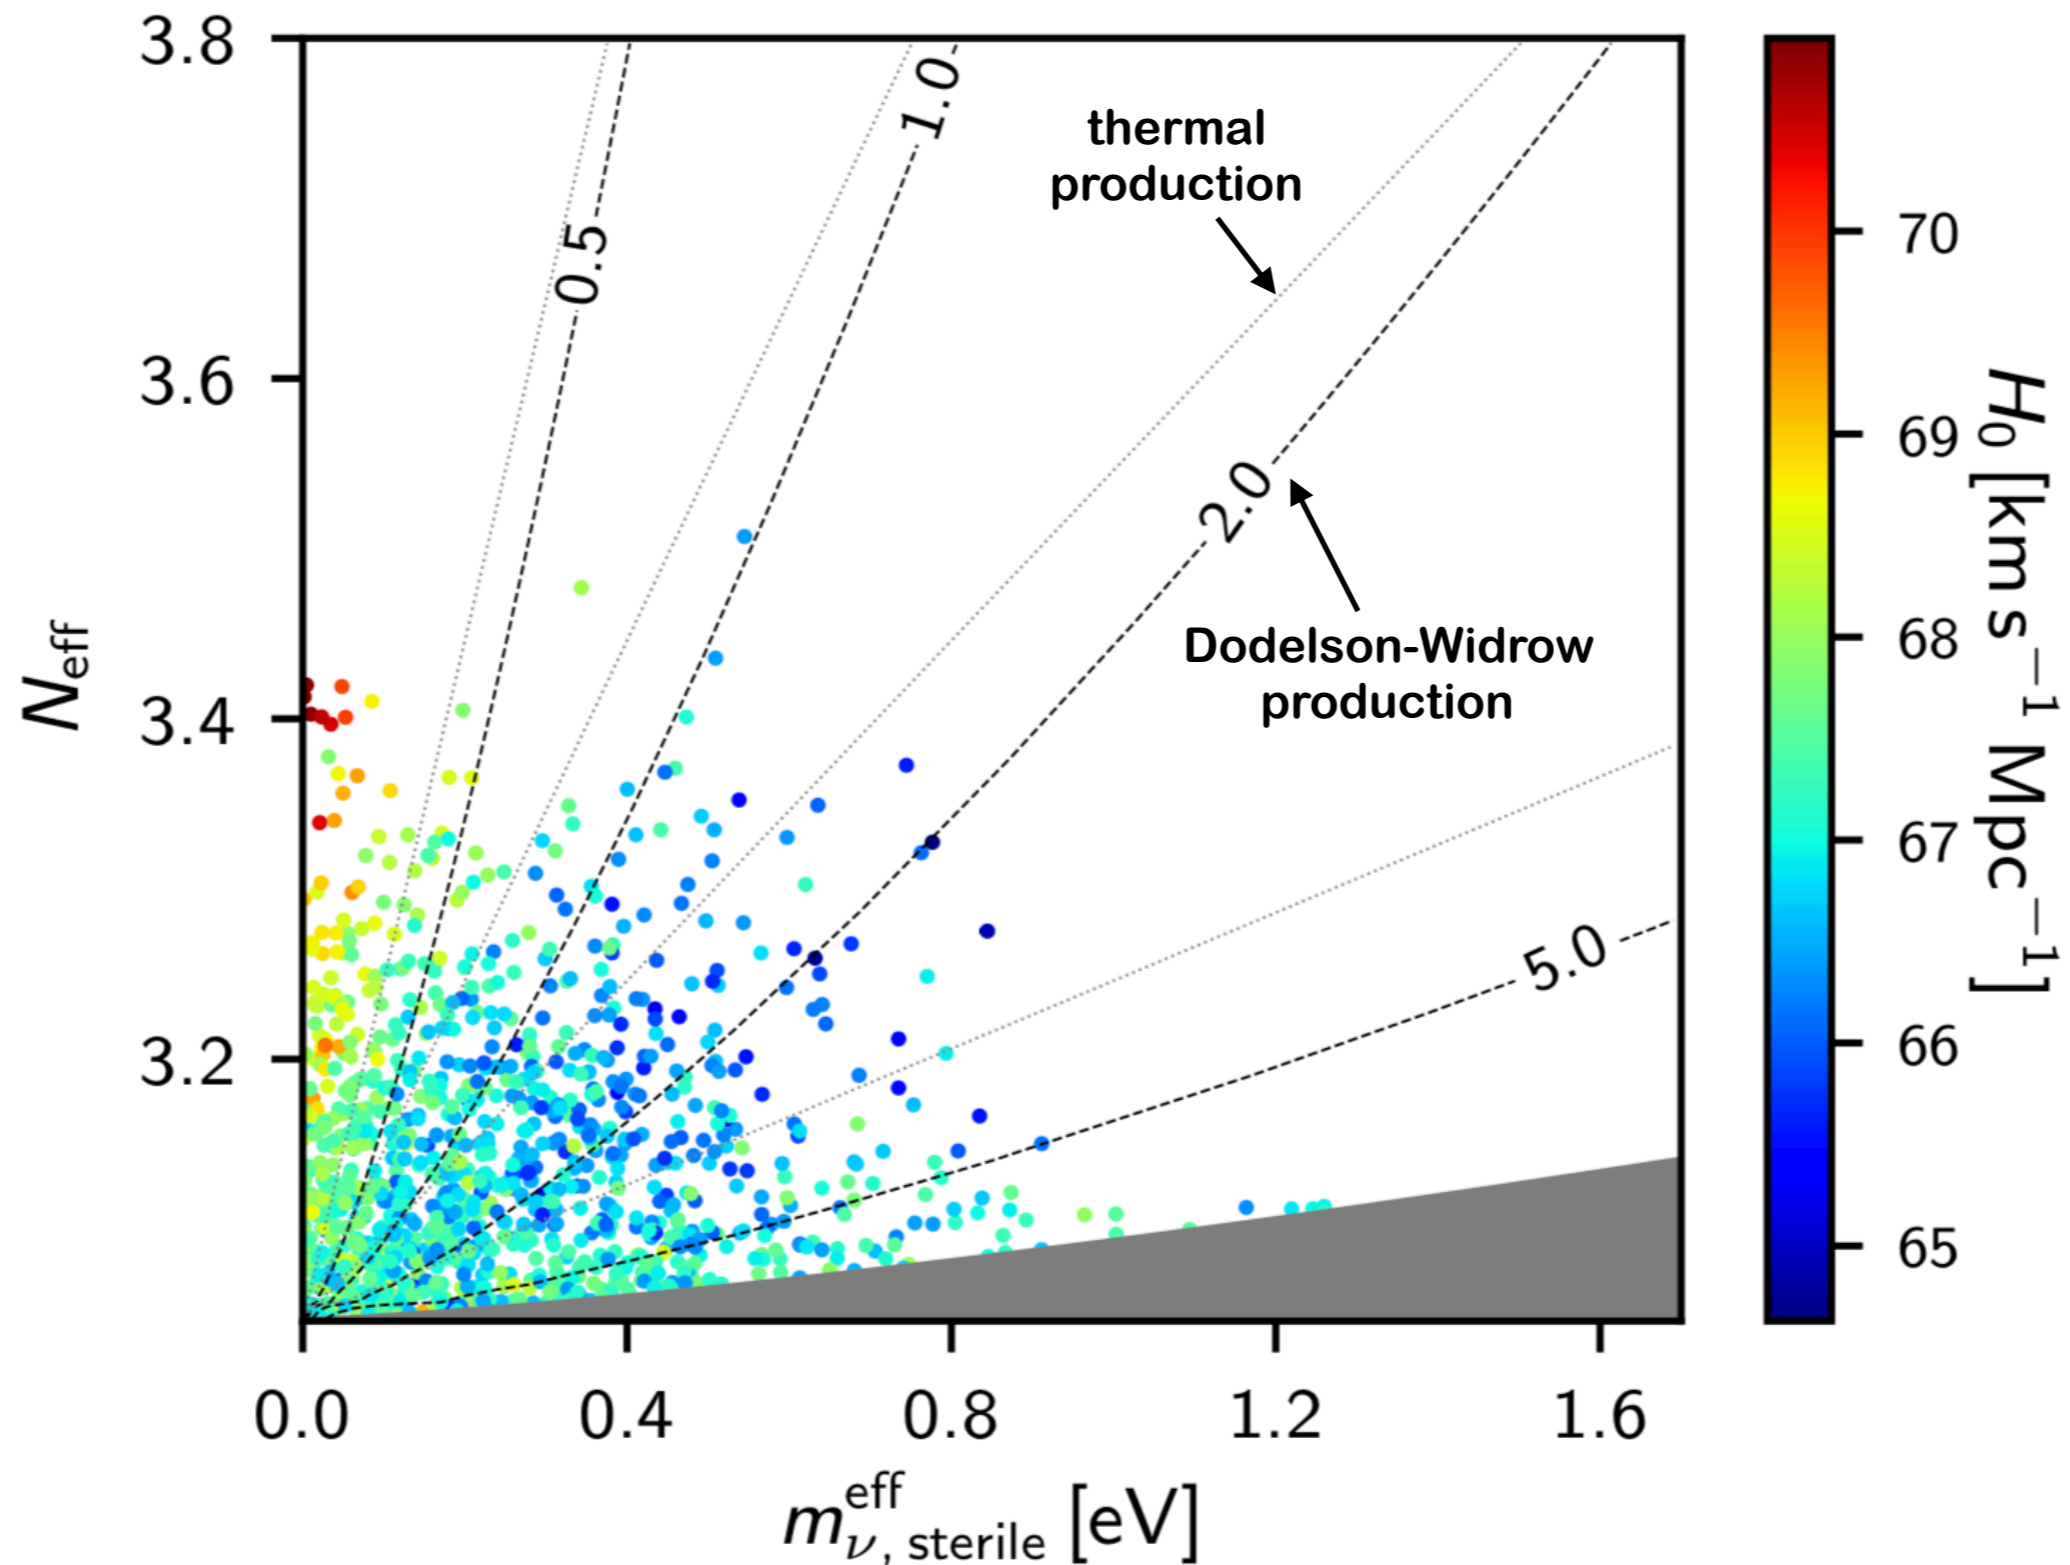 3.8
3.6
3.4
3.2
N_eff
0.5
1.0
thermal
production
2.0
Dodelson-Widrow
production
5.0
0.0 0.4 0.8 1.2 1.6
m^eff_ν, sterile [eV]
70
69
68
67
66
65
H₀ [km s⁻¹ Mpc⁻¹]